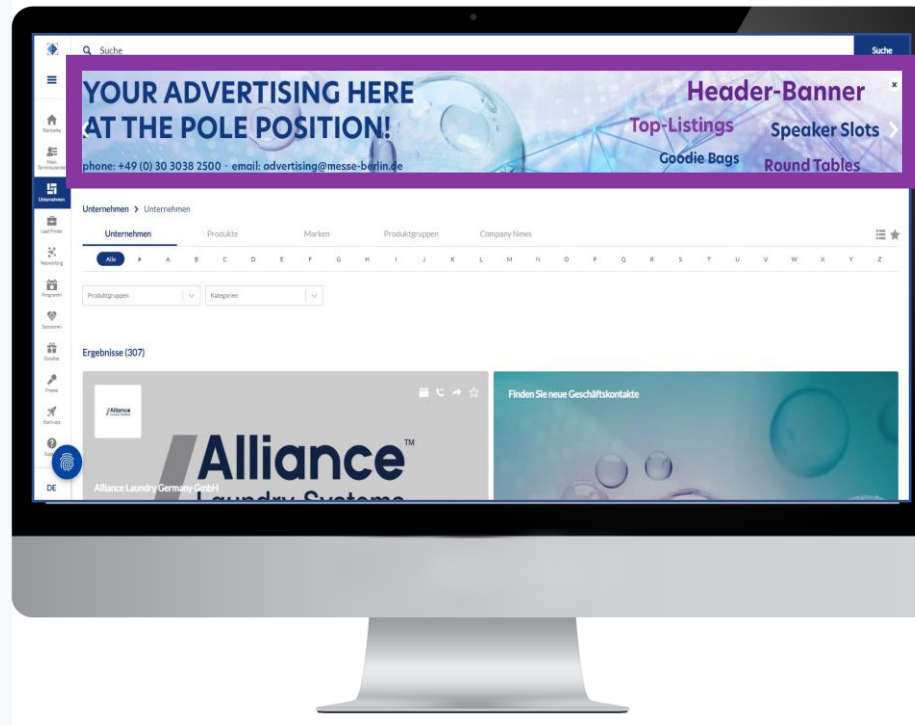 Suche
Suche
YOUR ADVERTISING HERE
AT THE POLE POSITION!
phone: +49 (0) 30 3038 2500 · email: advertising@messe-berlin.de
Header-Banner
x
Top-Listings
Speaker Slots
Goodie Bags
Round Tables
Startseite
Mein
Unternehmen
Lead Finder
Networking
Programm
Sponsoren
Goodies
Presse
Start-ups
DE
Unternehmen > Unternehmen
Unternehmen Produkte Marken Produktgruppen Company News
Alle # A B C D E F G H I J K L M N O P Q R S T U V W X Y Z
Produktgruppen Kategorien
Ergebnisse (307)
Alliance
Alliance™
Laundry Systems
Alliance Laundry Germany GmbH
Finden Sie neue Geschäftskontakte